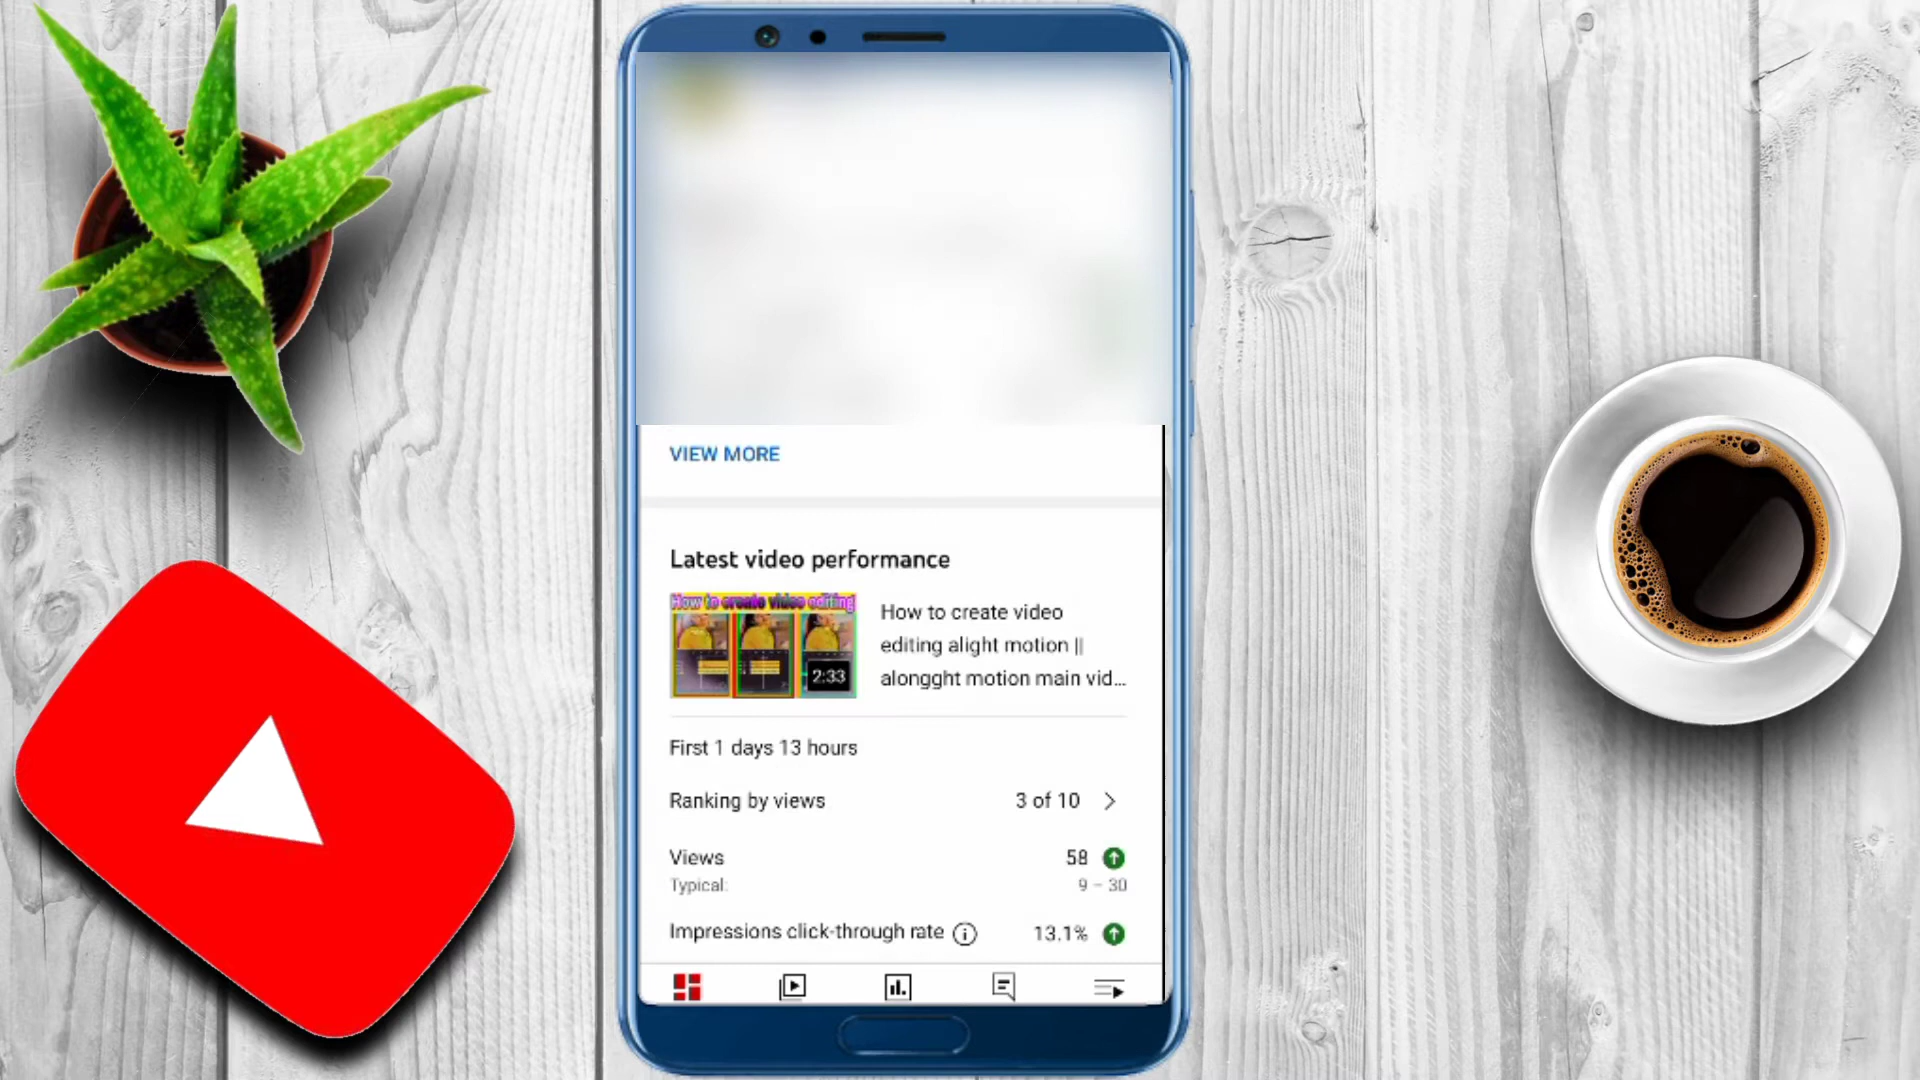 VIEW MORE
Latest video performance
How to create video editing
2:33
How to create video
editing alight motion ||
alongght motion main vid...
First 1 days 13 hours
Ranking by views
3 of 10
Views
58
Typical:
9 – 30
Impressions click-through rate
13.1%